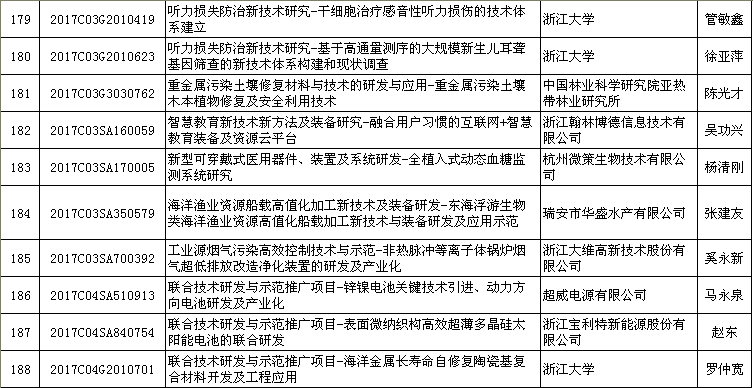 179 2017C03G2010419 听力损失防治新技术研究-干细胞治疗感音性听力损伤的技术体 浙江大学 管敏鑫
系建立
180 2017C03G2010623 听力损失防治新技术研究-基于高通量测序的大规模新生儿耳聋 浙江大学 徐亚萍
基因筛查的新技术体系构建和现状调查
181 2017C03G3030762 重金属污染土壤修复材料与技术的研发与应用-重金属污染土壤 中国林业科学研究院亚热 陈光才
木本植物修复及安全利用技术 带林业研究所
182 2017C03SA160059 智慧教育新技术新方法及装备研究-融合用户习惯的互联网+智慧 浙江翰林博德信息技术有 吴功兴
教育装备及资源云平台 限公司
183 2017C03SA170005 新型可穿戴式医用器件、装置及系统研发-全植入式动态血糖监 杭州微策生物技术有限公 杨清刚
测系统研究 司
184 2017C03SA350579 海洋渔业资源船载高值化加工新技术及装备研发-东海浮游生物 瑞安市华盛水产有限公司 张建友
类海洋渔业资源高值化船载加工新技术与装备研发及应用示范
185 2017C03SA700392 工业源烟气污染高效控制技术与示范-非热脉冲等离子体锅炉烟 浙江大维高新技术股份有 奚永新
气超低排放改造净化装置的研发及产业化 限公司
186 2017C04SA510913 联合技术研发与示范推广项目-锌镍电池关键技术引进、动力方 超威电源有限公司 马永泉
向电池研发及产业化
187 2017C04SA840754 联合技术研发与示范推广项目-表面微纳织构高效超薄多晶硅太 浙江宝利特新能源股份有 赵东
阳能电池的联合研发 限公司
188 2017C04G2010701 联合技术研发与示范推广项目-海洋金属长寿命自修复陶瓷基复 浙江大学 罗仲宽
合材料开发及工程应用